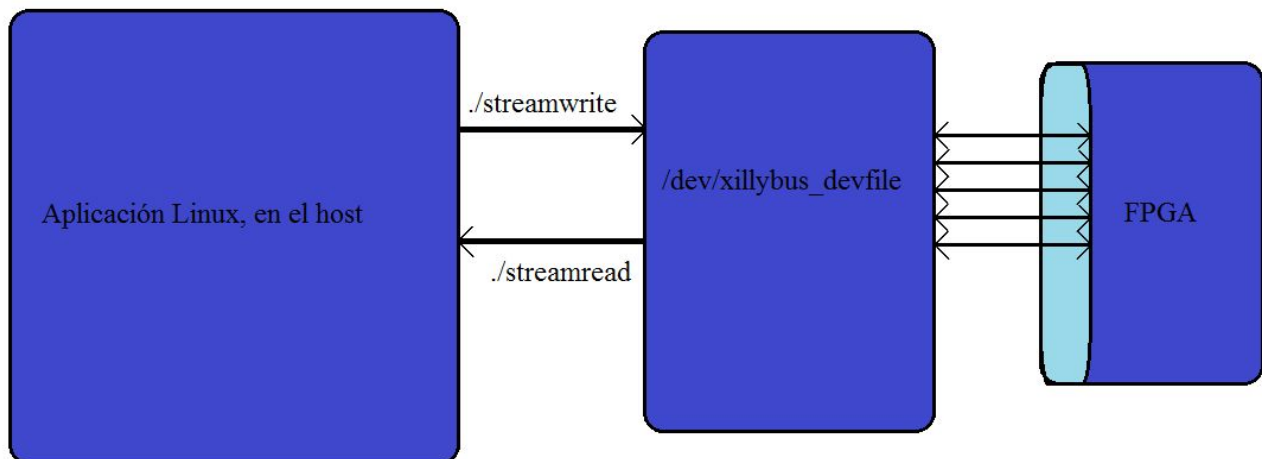 ./streamwrite
/dev/xillybus_devfile
Aplicación Linux, en el host
FPGA
./streamread